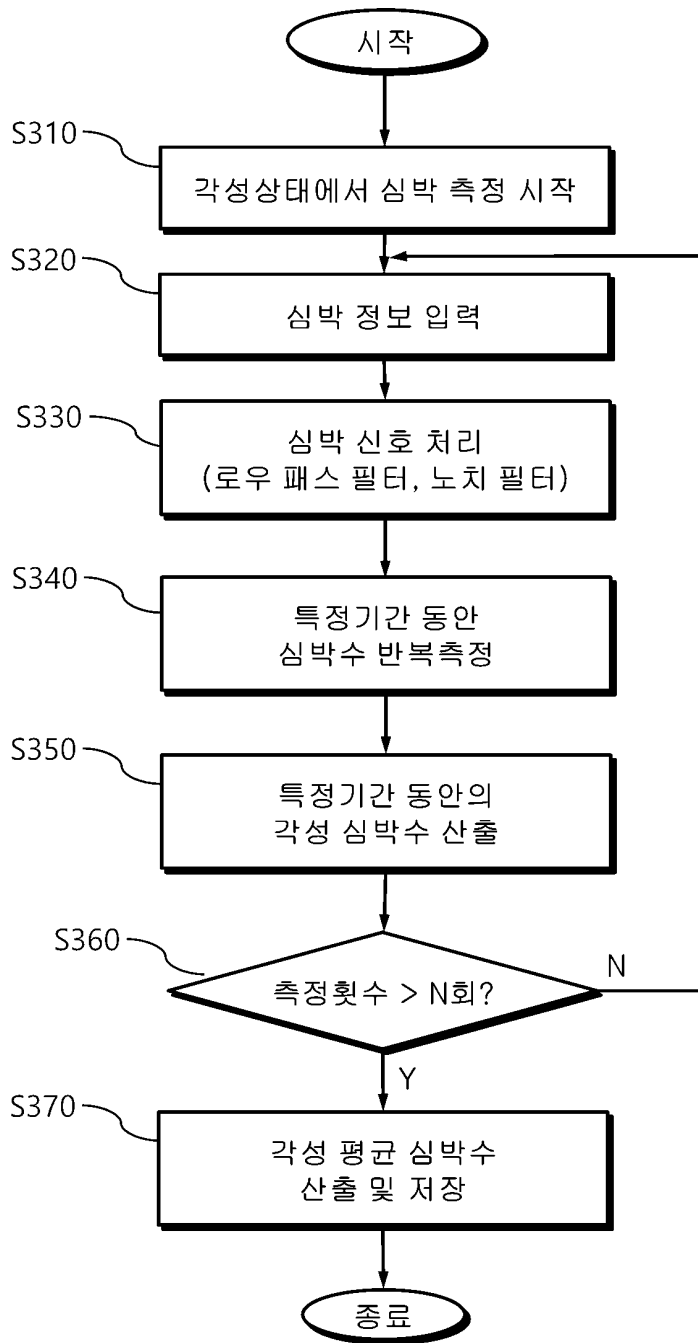 시작
S310
각성상태에서 심박 측정 시작
S320
심박 정보 입력
S330
심박 신호 처리
(로우 패스 필터, 노치 필터)
S340
특정기간 동안
심박수 반복측정
S350
특정기간 동안의
각성 심박수 산출
S360
측정횟수 > N회?
N
Y
S370
각성 평균 심박수
산출 및 저장
종료